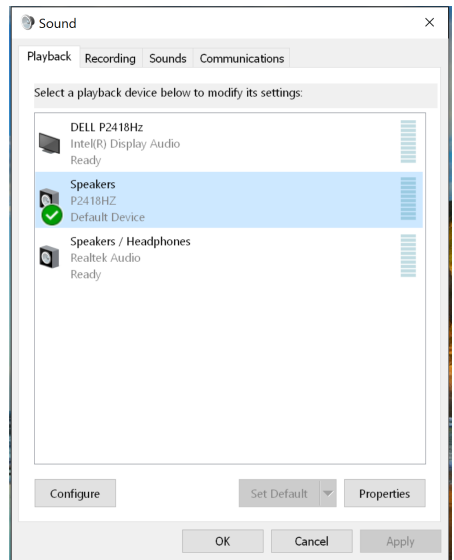 Sound
Playback Recording Sounds Communications
Select a playback device below to modify its settings:
DELL P2418Hz
Intel(R) Display Audio
Ready
Speakers
P2418HZ
Default Device
Speakers / Headphones
Realtek Audio
Ready
Configure Set Default Properties
OK Cancel Apply